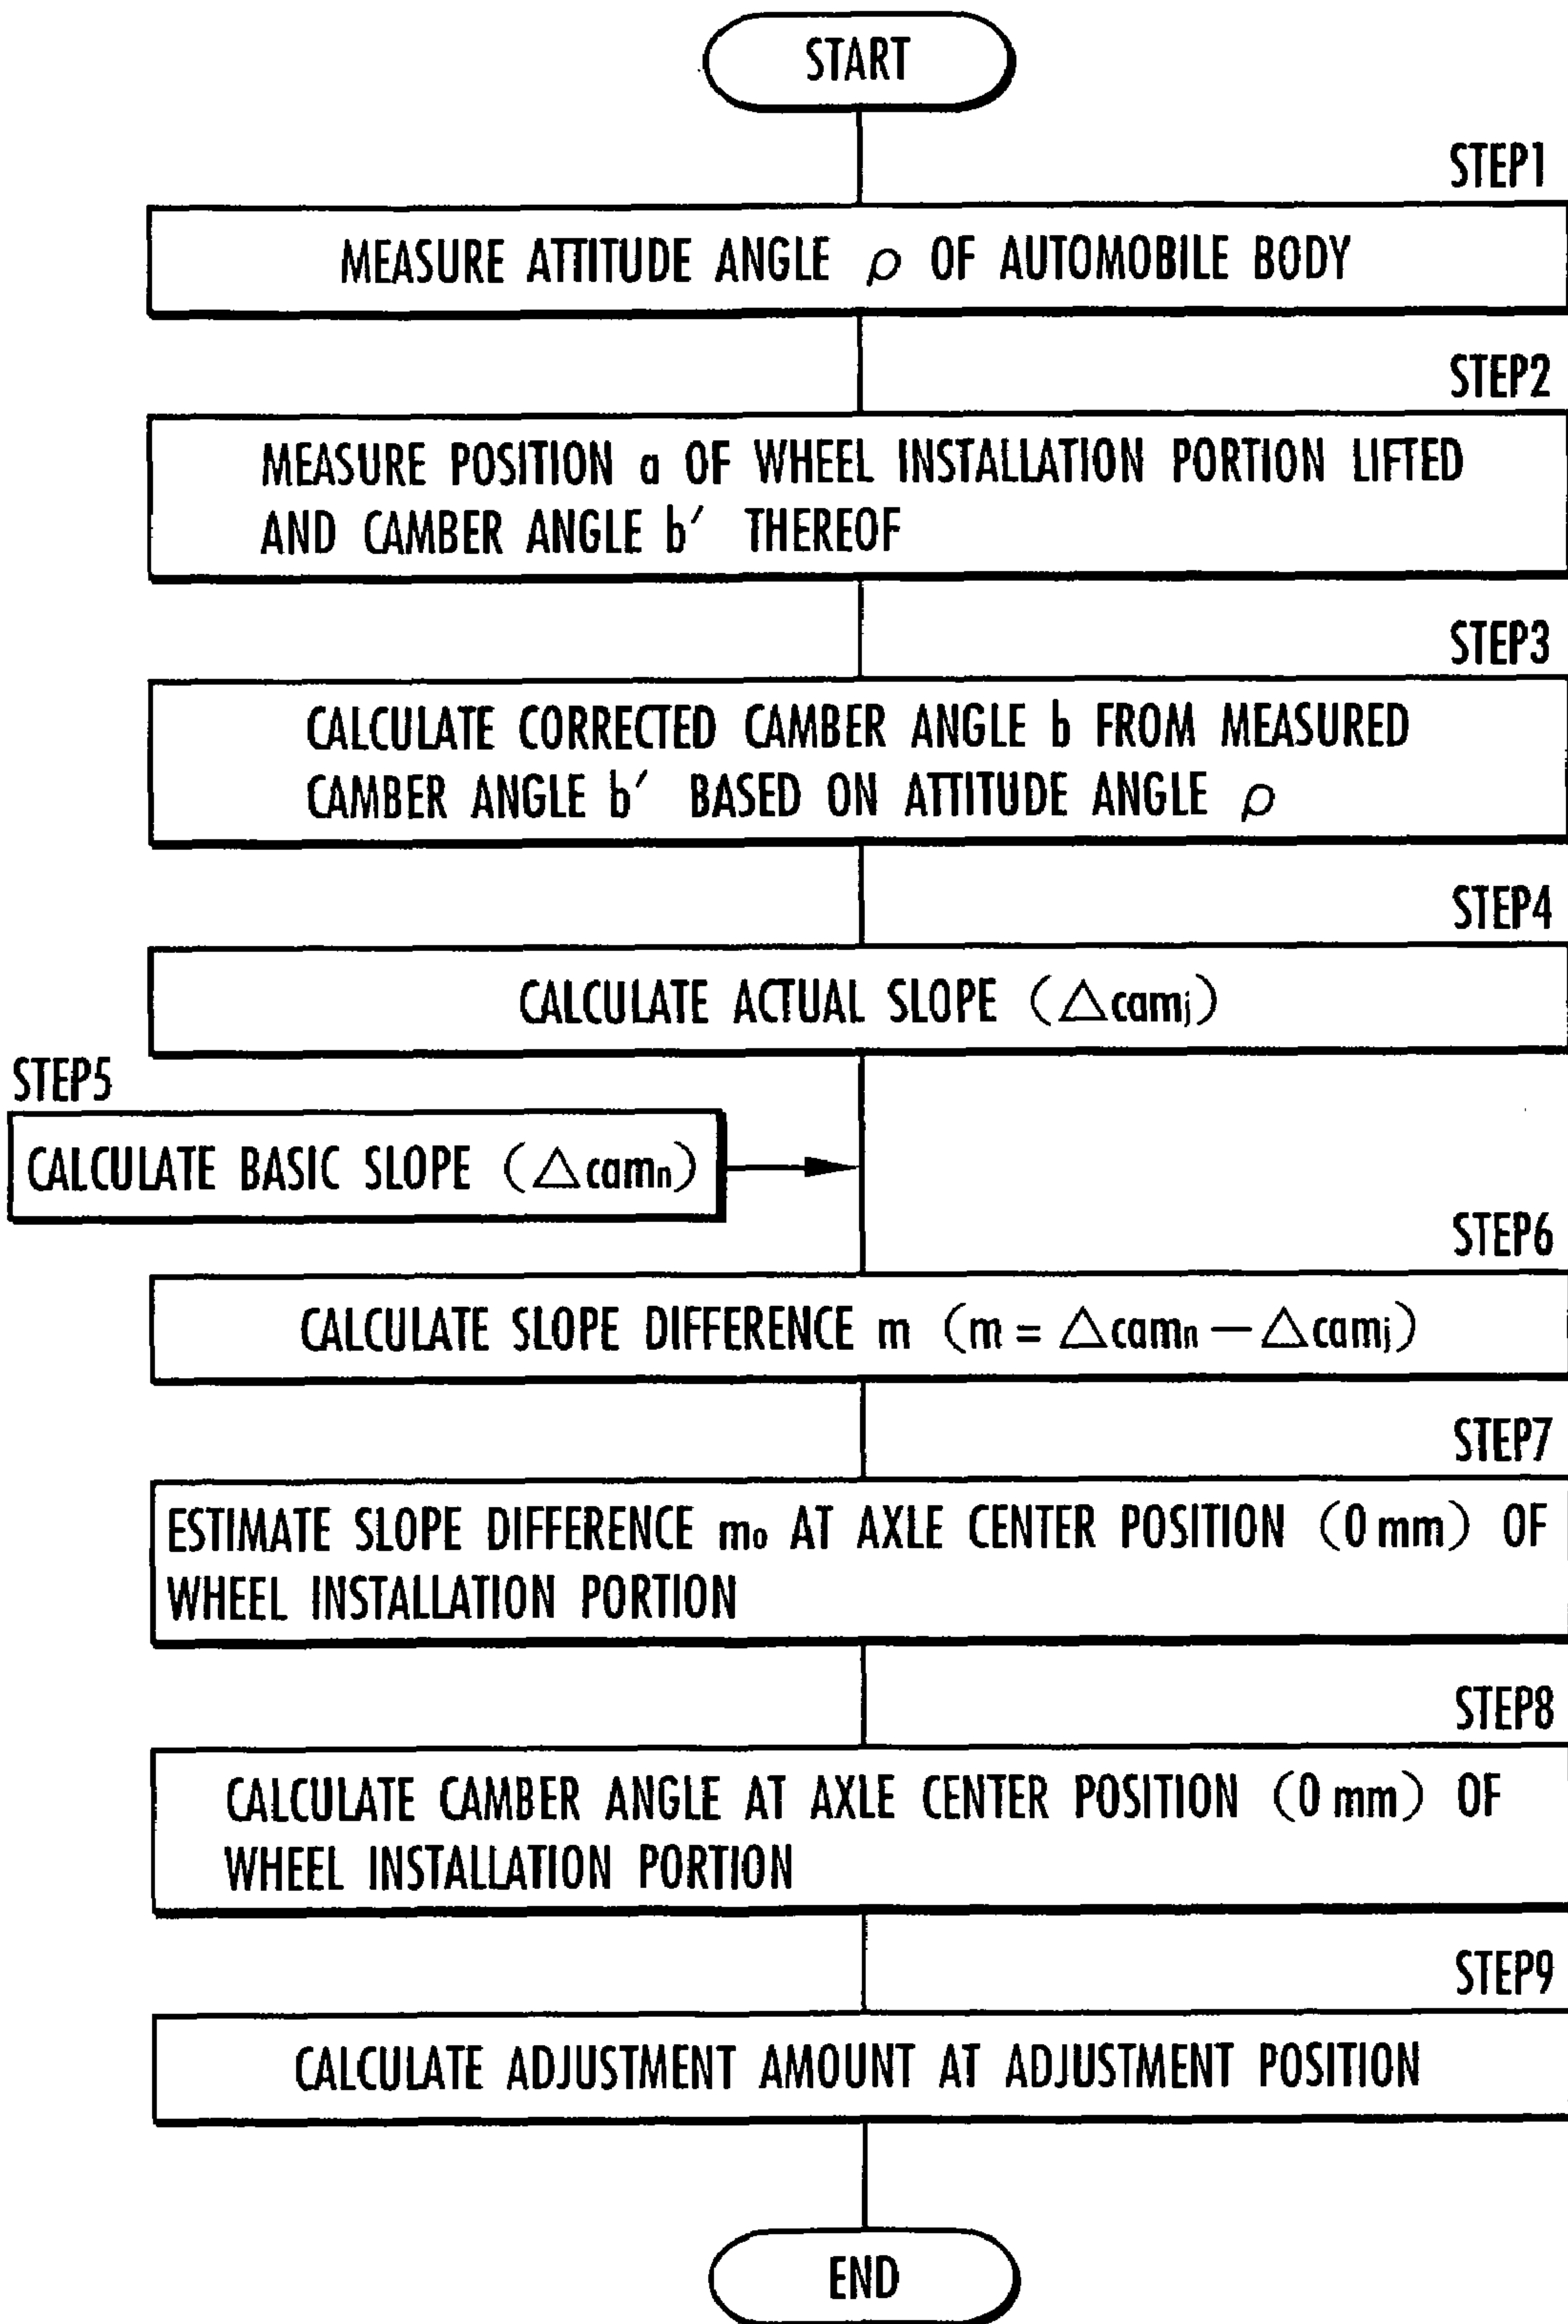 START
STEP1
MEASURE ATTITUDE ANGLE ρ OF AUTOMOBILE BODY
STEP2
MEASURE POSITION a OF WHEEL INSTALLATION PORTION LIFTED
AND CAMBER ANGLE b′ THEREOF
STEP3
CALCULATE CORRECTED CAMBER ANGLE b FROM MEASURED
CAMBER ANGLE b′ BASED ON ATTITUDE ANGLE ρ
STEP4
CALCULATE ACTUAL SLOPE (△camj)
STEP5
CALCULATE BASIC SLOPE (△camn)
STEP6
CALCULATE SLOPE DIFFERENCE m (m = △camn − △camj)
STEP7
ESTIMATE SLOPE DIFFERENCE m₀ AT AXLE CENTER POSITION (0 mm) OF
WHEEL INSTALLATION PORTION
STEP8
CALCULATE CAMBER ANGLE AT AXLE CENTER POSITION (0 mm) OF
WHEEL INSTALLATION PORTION
STEP9
CALCULATE ADJUSTMENT AMOUNT AT ADJUSTMENT POSITION
END